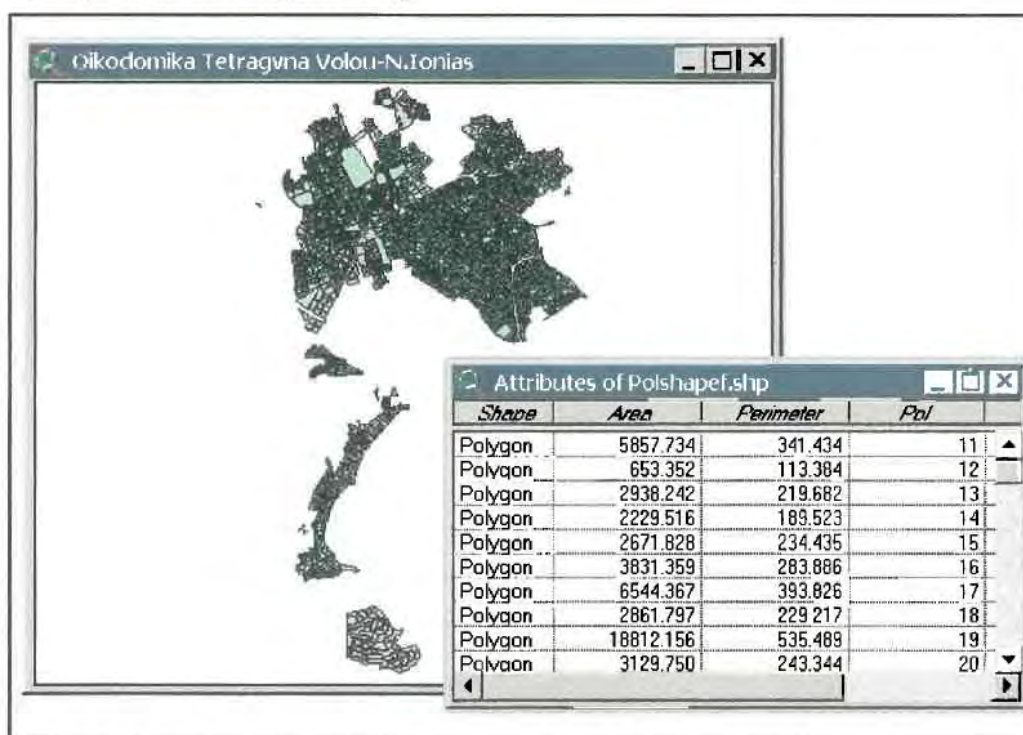 Oikodomika Tetragvna Volou-N.Ionias
Attributes of Polshapef.shp
Shape Area Perimeter Pol
Polygon 5857.734 341.434 11
Polygon 653.352 113.384 12
Polygon 2938.242 219.682 13
Polygon 2229.516 189.523 14
Polygon 2671.828 234.435 15
Polygon 3831.359 283.886 16
Polygon 6544.367 393.826 17
Polygon 2861.797 229.217 18
Polygon 18812.156 535.489 19
Polygon 3129.750 243.344 20